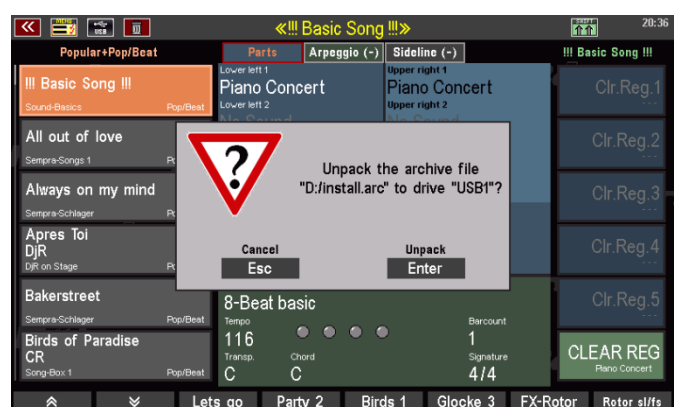 MENU
USB
«!!! Basic Song !!!»
SHIFT
20:36
Popular+Pop/Beat
Parts
Arpeggio (-)
Sideline (-)
!!! Basic Song !!!
!!! Basic Song !!!
Sound-Basics
Pop/Beat
All out of love
Sempra-Songs 1
Always on my mind
Sempra-Schlager
Apres Toi
DjR
DjR on Stage
Bakerstreet
Sempra-Schlager
Pop/Beat
Birds of Paradise
CR
Song-Box 1
Pop/Beat
Lower left 1
Piano Concert
Lower left 2
No Sound
Upper right 1
Piano Concert
Upper right 2
No Sound
Unpack the archive file
"D:/install.arc" to drive "USB1"?
Cancel
Esc
Unpack
Enter
8-Beat basic
Tempo
116
Barcount
1
Transp.
C
Chord
C
Signature
4/4
Clr.Reg.1
Clr.Reg.2
Clr.Reg.3
Clr.Reg.4
Clr.Reg.5
CLEAR REG
Piano Concert
Lets go
Party 2
Birds 1
Glocke 3
FX-Rotor
Rotor sl/fs